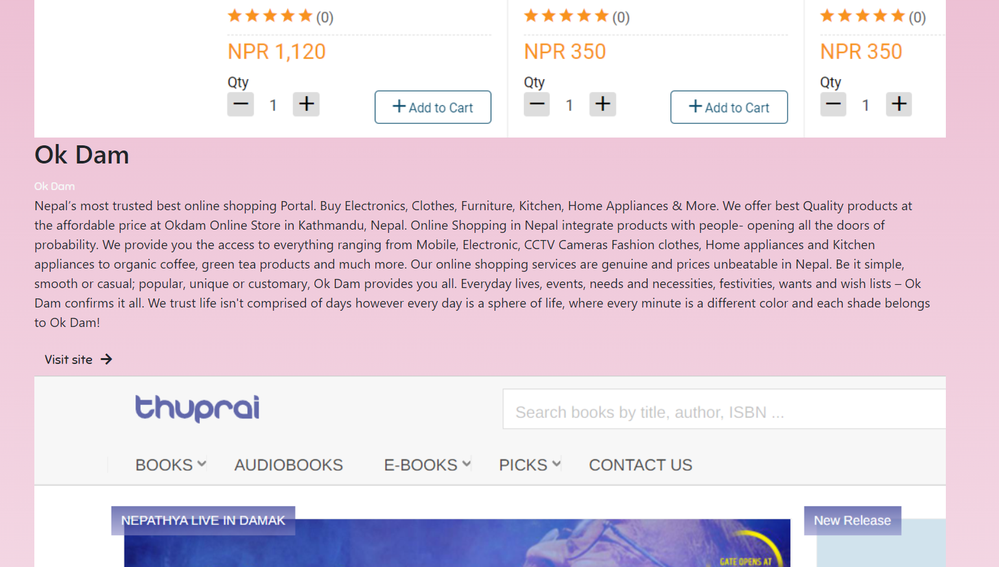 (0) (0) (0)
NPR 1,120 NPR 350 NPR 350
Qty Qty Qty
1 + Add to Cart 1 + Add to Cart 1
Ok Dam
Ok Dam
Nepal’s most trusted best online shopping Portal. Buy Electronics, Clothes, Furniture, Kitchen, Home Appliances & More. We offer best Quality products at
the affordable price at Okdam Online Store in Kathmandu, Nepal. Online Shopping in Nepal integrate products with people- opening all the doors of
probability. We provide you the access to everything ranging from Mobile, Electronic, CCTV Cameras Fashion clothes, Home appliances and Kitchen
appliances to organic coffee, green tea products and much more. Our online shopping services are genuine and prices unbeatable in Nepal. Be it simple,
smooth or casual; popular, unique or customary, Ok Dam provides you all. Everyday lives, events, needs and necessities, festivities, wants and wish lists – Ok
Dam confirms it all. We trust life isn't comprised of days however every day is a sphere of life, where every minute is a different color and each shade belongs
to Ok Dam!
Visit site
thuprai Search books by title, author, ISBN ...
BOOKS AUDIOBOOKS E-BOOKS PICKS CONTACT US
NEPATHYA LIVE IN DAMAK New Release
GATE OPENS AT